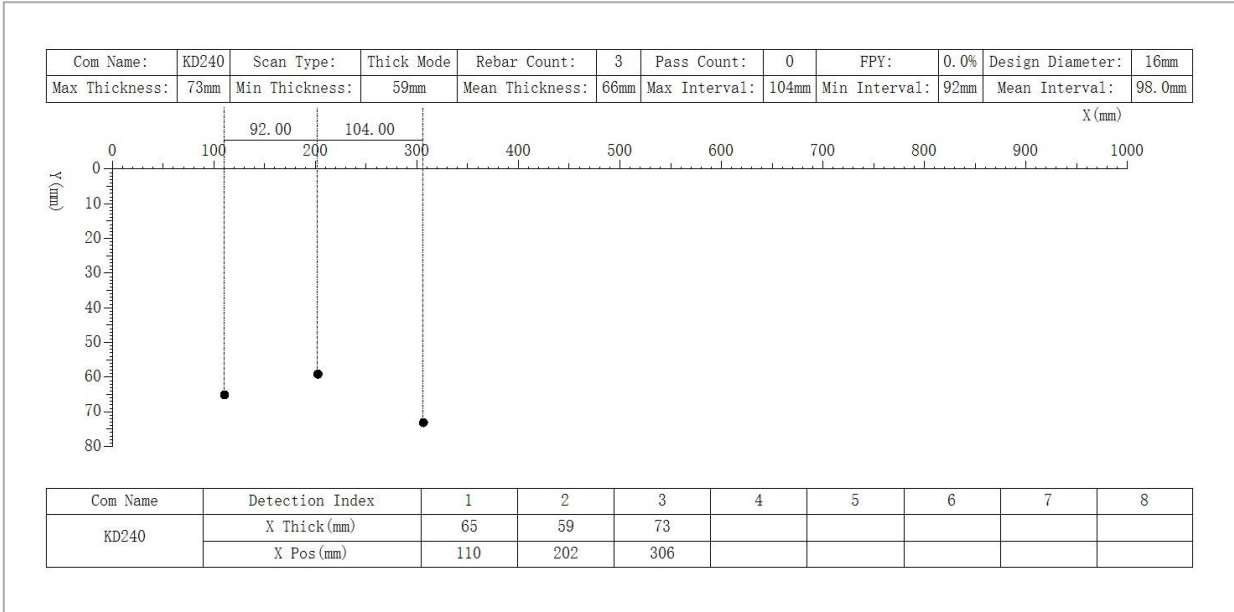 Com Name: KD240 Scan Type: Thick Mode Rebar Count: 3 Pass Count: 0 FPY: 0.0% Design Diameter: 16mm
Max Thickness: 73mm Min Thickness: 59mm Mean Thickness: 66mm Max Interval: 104mm Min Interval: 92mm Mean Interval: 98.0mm
X(mm)
92.00 104.00
0 100 200 300 400 500 600 700 800 900 1000
Y(mm)
0
10
20
30
40
50
60
70
80
Com Name Detection Index 1 2 3 4 5 6 7 8
KD240
X Thick(mm) 65 59 73
X Pos(mm) 110 202 306